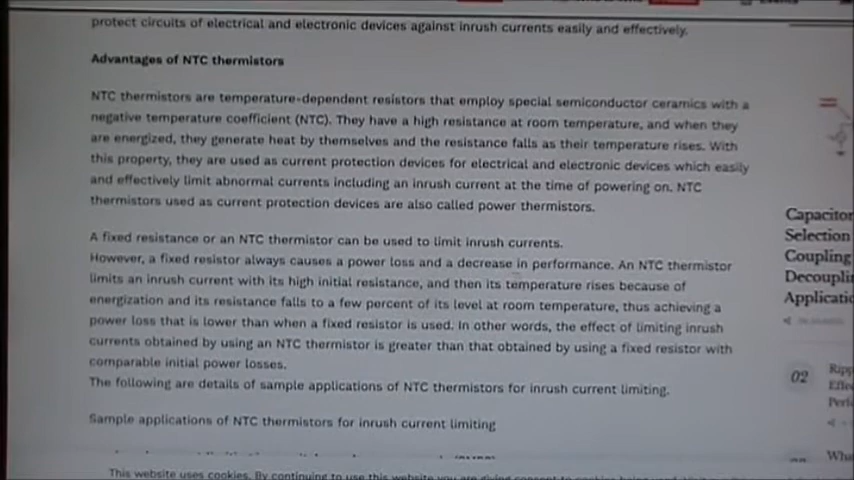 protect circuits of electrical and electronic devices against inrush currents easily and effectively.
Advantages of NTC thermistors
NTC thermistors are temperature-dependent resistors that employ special semiconductor ceramics with a
negative temperature coefficient (NTC). They have a high resistance at room temperature, and when they
are energized, they generate heat by themselves and the resistance falls as their temperature rises. With
this property, they are used as current protection devices for electrical and electronic devices which easily
and effectively limit abnormal currents including an inrush current at the time of powering on. NTC
thermistors used as current protection devices are also called power thermistors.
A fixed resistance or an NTC thermistor can be used to limit inrush currents.
However, a fixed resistor always causes a power loss and a decrease in performance. An NTC thermistor
limits an inrush current with its high initial resistance, and then its temperature rises because of
energization and its resistance falls to a few percent of its level at room temperature, thus achieving a
power loss that is lower than when a fixed resistor is used. In other words, the effect of limiting inrush
currents obtained by using an NTC thermistor is greater than that obtained by using a fixed resistor with
comparable initial power losses.
The following are details of sample applications of NTC thermistors for inrush current limiting.
Sample applications of NTC thermistors for inrush current limiting
This website uses cookies. By continuing to use this website you are giving consent to cookies being used.
Capacitor
Selection
Coupling
Decouplin
Applicatio
02
Ripp
Effe
Perf
Wha